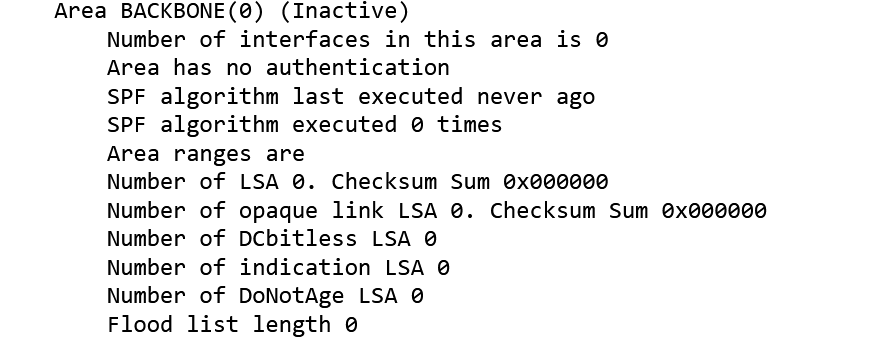 Area BACKBONE(0) (Inactive)
Number of interfaces in this area is 0
Area has no authentication
SPF algorithm last executed never ago
SPF algorithm executed 0 times
Area ranges are
Number of LSA 0. Checksum Sum 0x000000
Number of opaque link LSA 0. Checksum Sum 0x000000
Number of DCbitless LSA 0
Number of indication LSA 0
Number of DoNotAge LSA 0
Flood list length 0